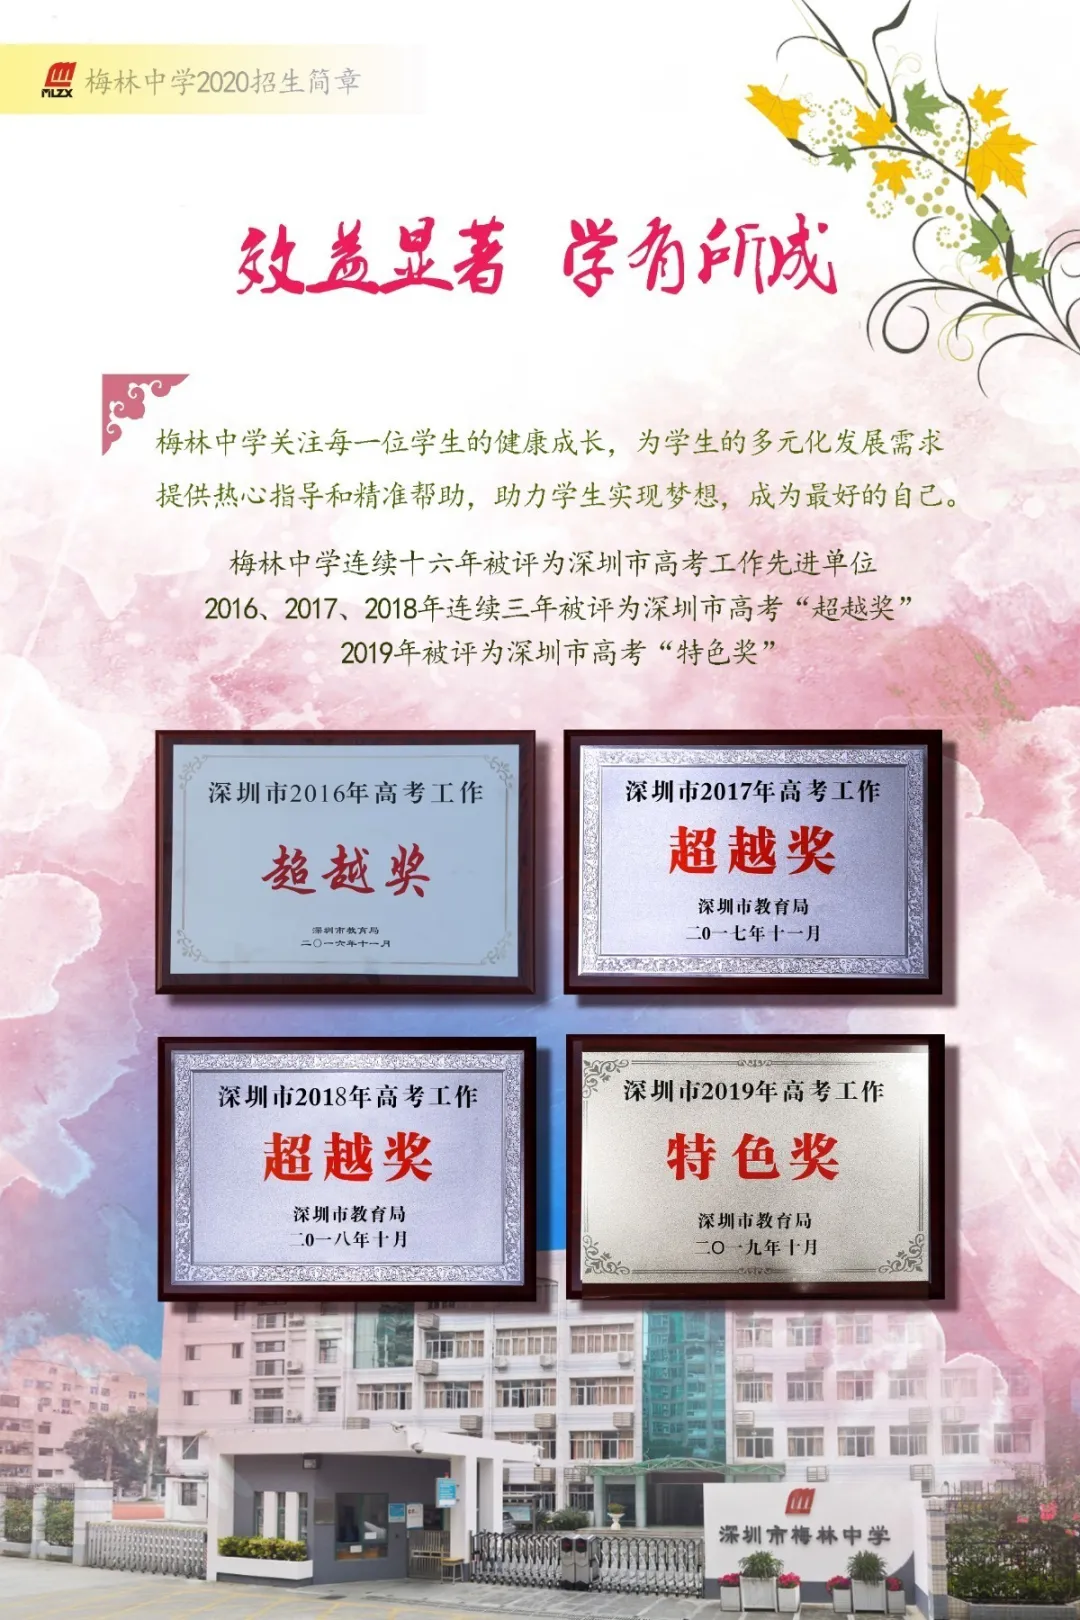 MLZX 梅林中学2020招生简章
效益显著 学有所成
梅林中学关注每一位学生的健康成长，为学生的多元化发展需求
提供热心指导和精准帮助，助力学生实现梦想，成为最好的自己。
梅林中学连续十六年被评为深圳市高考工作先进单位
2016、2017、2018年连续三年被评为深圳市高考“超越奖”
2019年被评为深圳市高考“特色奖”
深圳市2016年高考工作
超越奖
深圳市教育局
二〇一六年十一月
深圳市2017年高考工作
超越奖
深圳市教育局
二0一七年十一月
深圳市2018年高考工作
超越奖
深圳市教育局
二0一八年十月
深圳市2019年高考工作
特色奖
深圳市教育局
二〇一九年十月
深圳市梅林中学